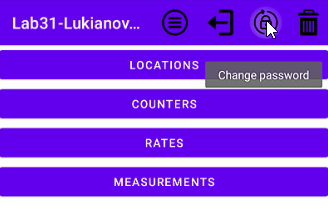 Lab31-Lukianov...
LOCATIONS
Change password
COUNTERS
RATES
MEASUREMENTS